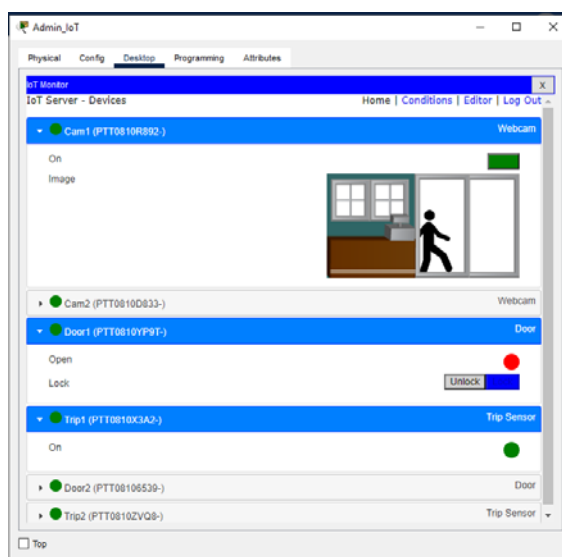 Admin_IoT
Physical Config Desktop Programming Attributes
IoT Monitor X
IoT Server - Devices Home | Conditions | Editor | Log Out
Cam1 (PTT0810R892-) Webcam
On
Image
Cam2 (PTT0810D833-) Webcam
Door1 (PTT0810YP9T-) Door
Open
Lock Unlock
Trip1 (PTT0810X3A2-) Trip Sensor
On
Door2 (PTT08106539-) Door
Trip2 (PTT0810ZVQ8-) Trip Sensor
Top